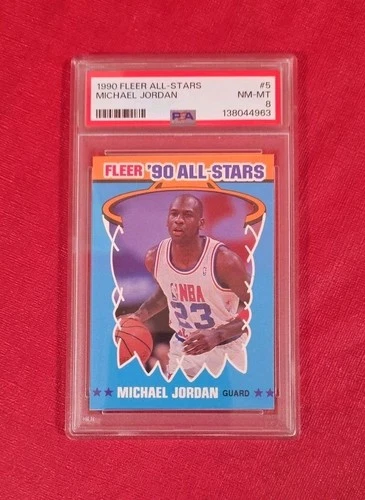 1990 FLEER ALL-STARS #5
MICHAEL JORDAN NM-MT
8
PSA 138044963
FLEER '90 ALL-STARS
NBA
23
MICHAEL JORDAN GUARD